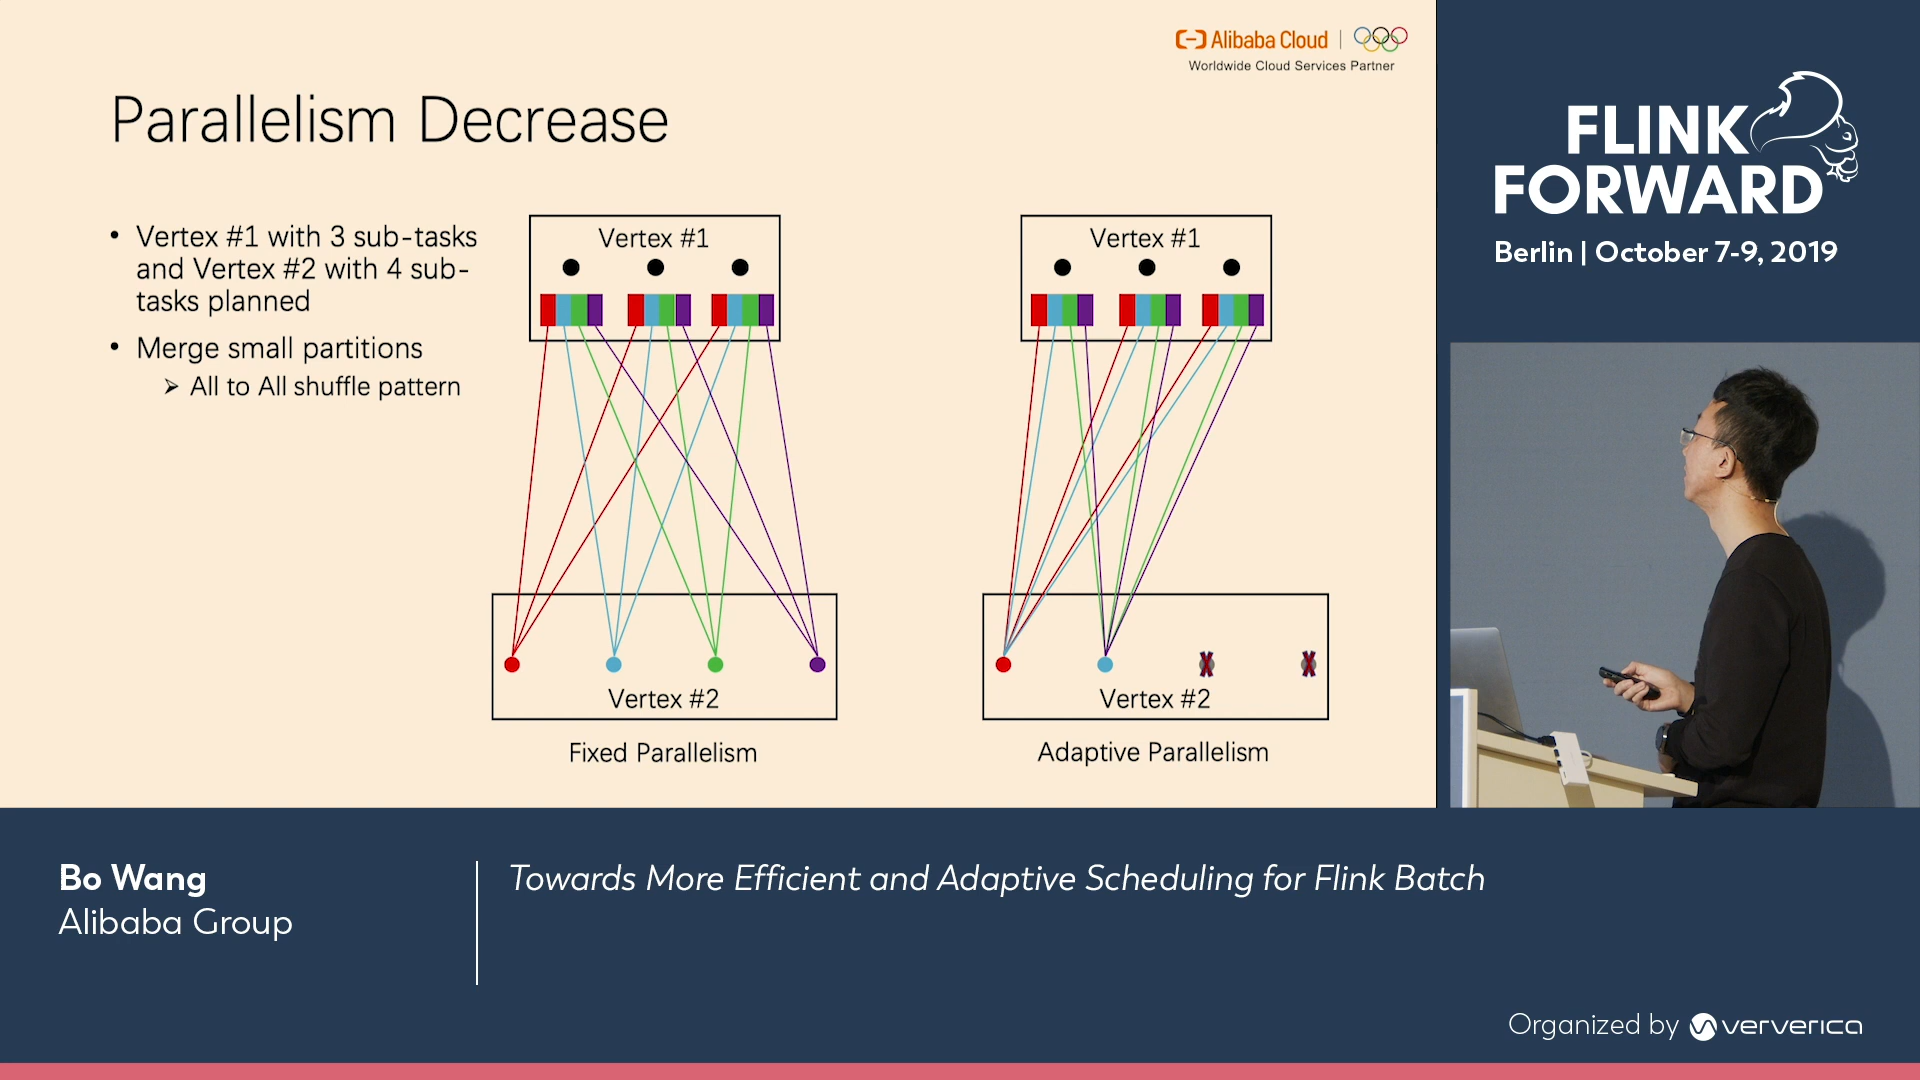 Alibaba Cloud
Worldwide Cloud Services Partner
Parallelism Decrease
• Vertex #1 with 3 sub-tasks
and Vertex #2 with 4 sub-
tasks planned
• Merge small partitions
➢ All to All shuffle pattern
Vertex #1
Vertex #2
Fixed Parallelism
Vertex #1
Vertex #2
Adaptive Parallelism
FLINK
FORWARD
Berlin | October 7-9, 2019
Bo Wang
Alibaba Group
Towards More Efficient and Adaptive Scheduling for Flink Batch
Organized by ververica